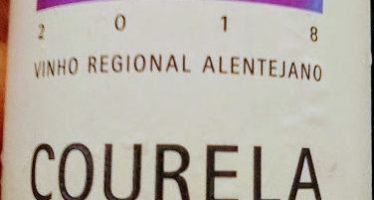 2 0 1 8
VINHO REGIONAL ALENTEJANO
COURELA